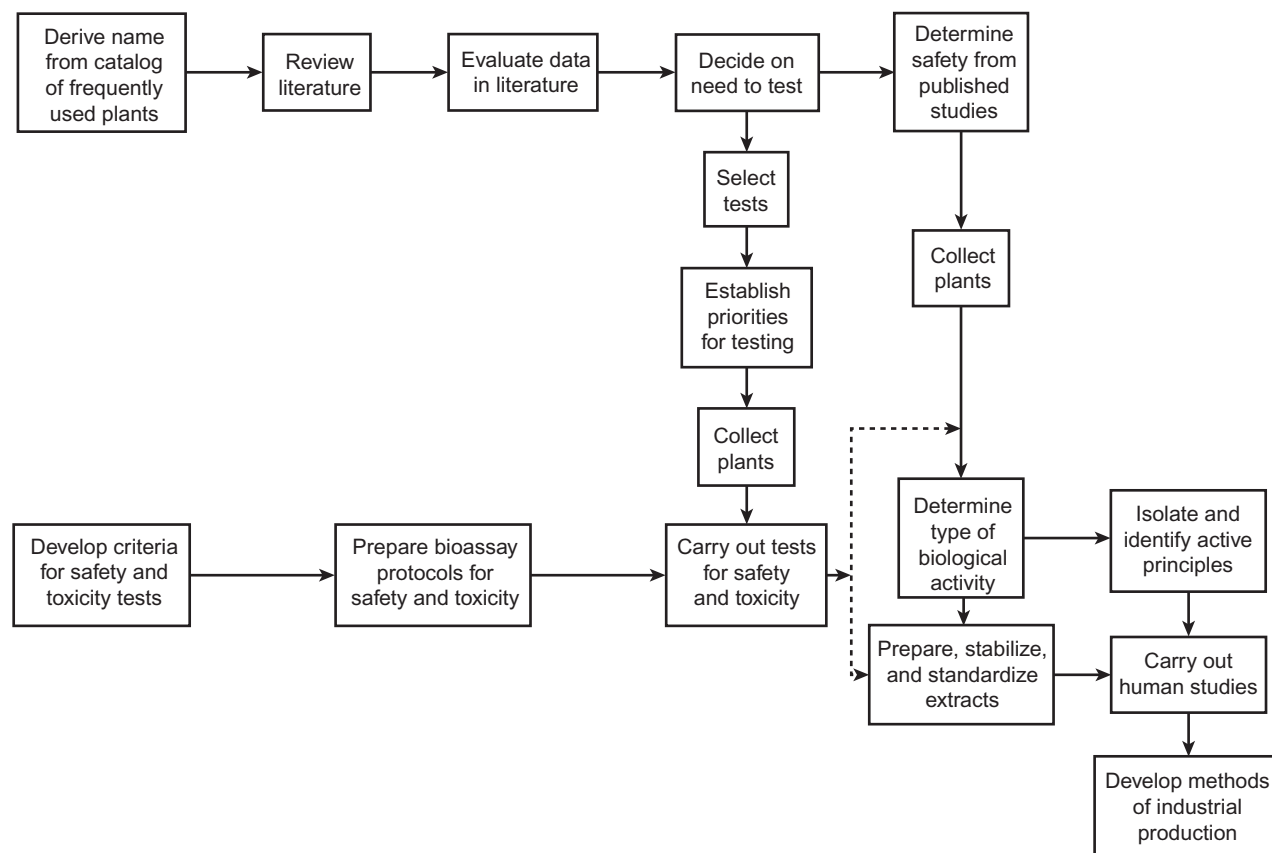 Derive name
from catalog
of frequently
used plants
Review
literature
Evaluate data
in literature
Decide on
need to test
Determine
safety from
published
studies
Select
tests
Collect
plants
Establish
priorities
for testing
Collect
plants
Develop criteria
for safety and
toxicity tests
Prepare bioassay
protocols for
safety and toxicity
Carry out tests
for safety
and toxicity
Determine
type of
biological
activity
Isolate and
identify active
principles
Prepare, stabilize,
and standardize
extracts
Carry out
human studies
Develop methods
of industrial
production